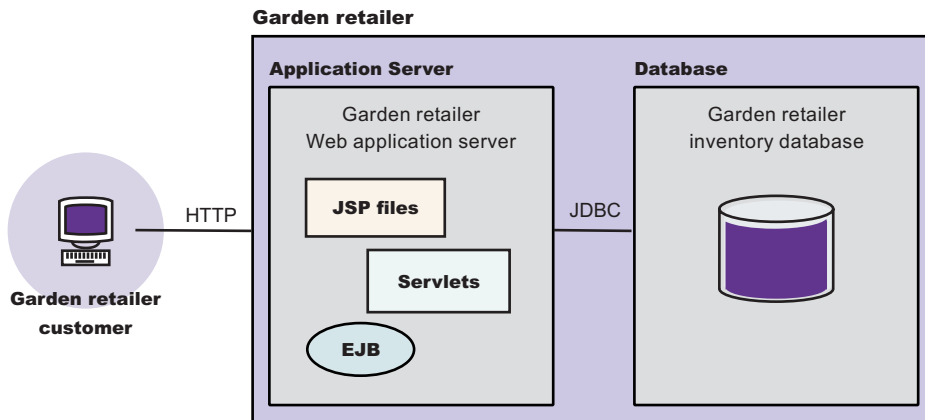 Garden retailer
Application Server
Database
Garden retailer
Web application server
Garden retailer
inventory database
JSP files
HTTP
JDBC
Servlets
Garden retailer
customer
EJB